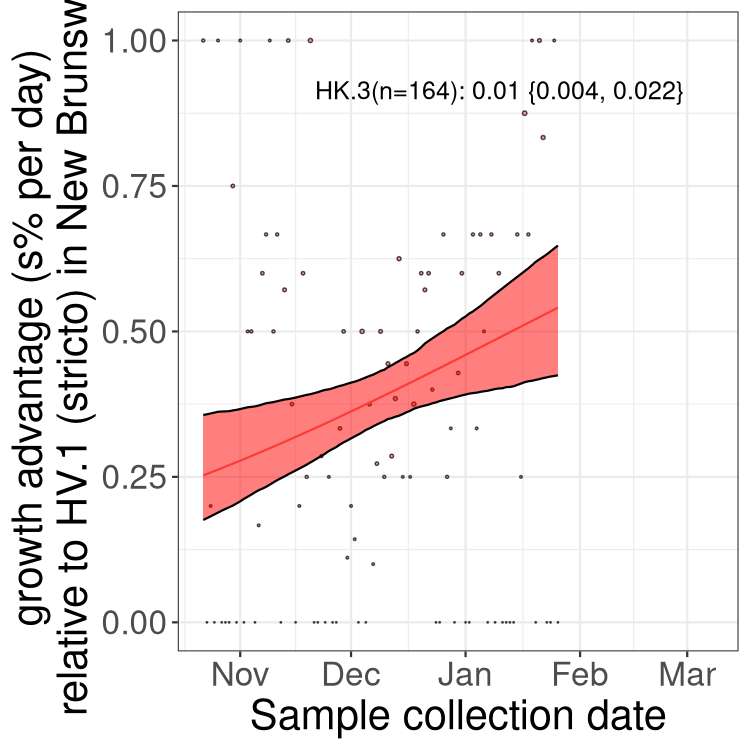 growth advantage (s% per day)
relative to HV.1 (stricto) in New Brunsw
1.00
0.75
0.50
0.25
0.00
HK.3(n=164): 0.01 {0.004, 0.022}
Nov Dec Jan Feb Mar
Sample collection date